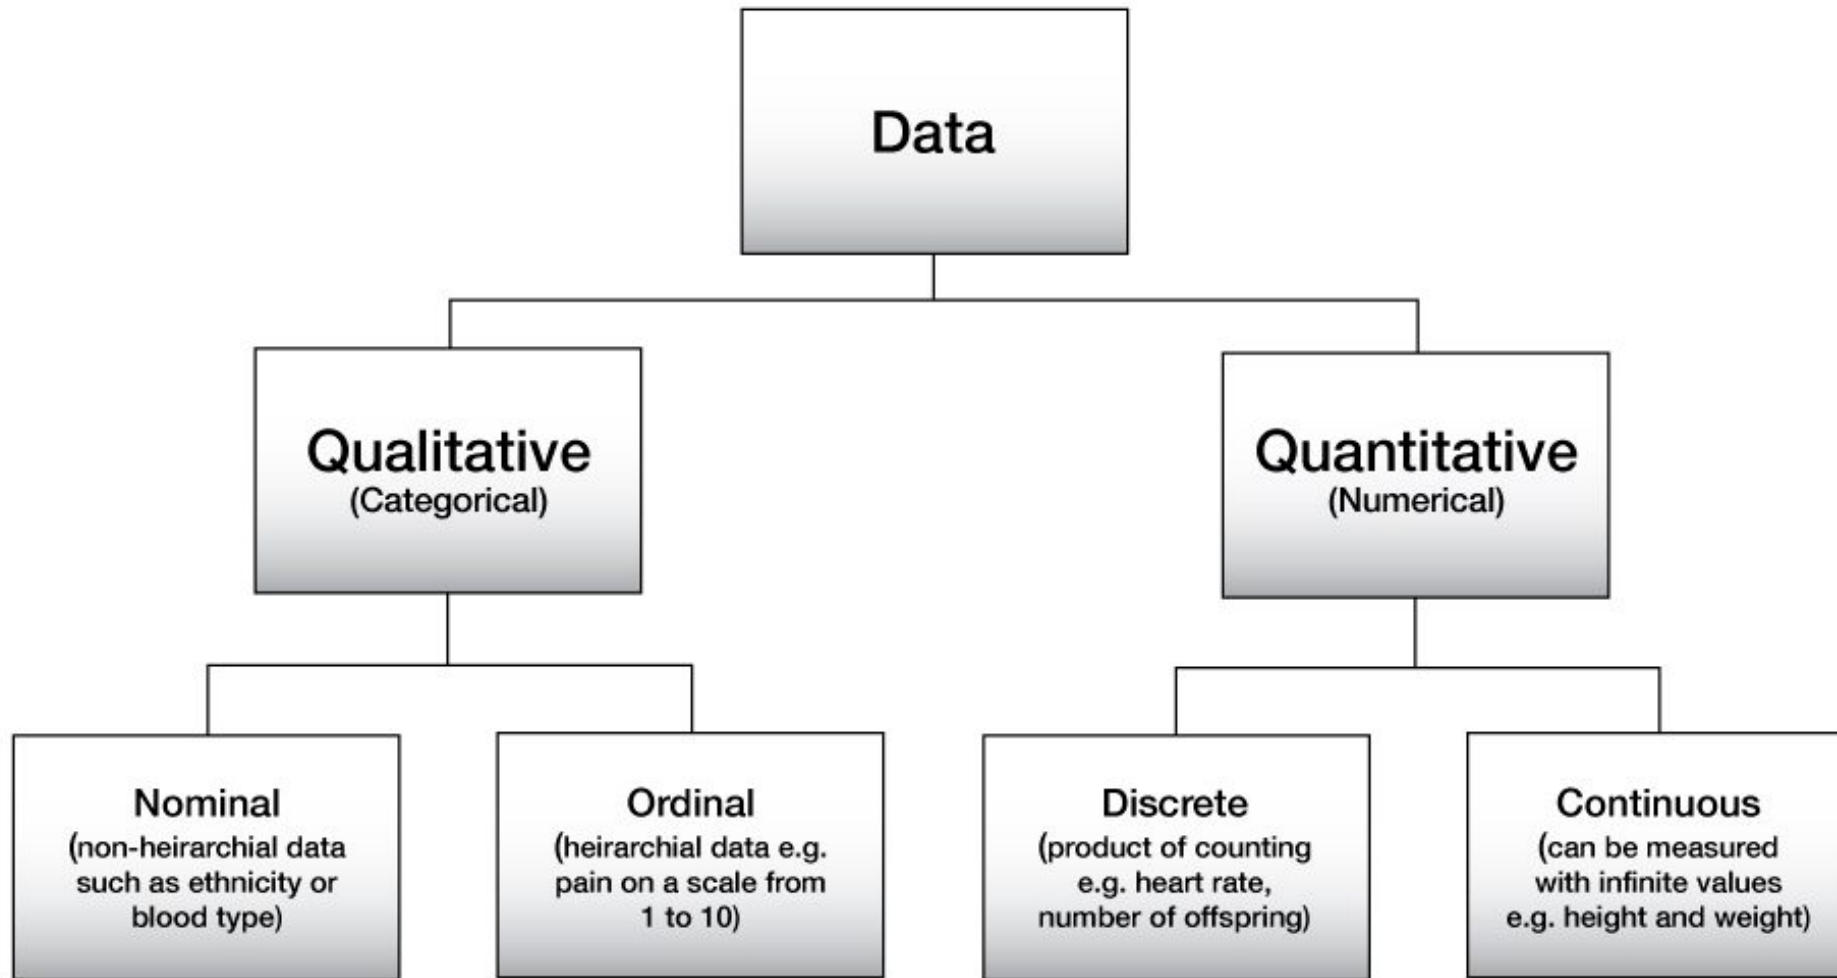 Data
Qualitative
(Categorical)
Quantitative
(Numerical)
Nominal
(non-heirarchial data
such as ethnicity or
blood type)
Ordinal
(heirarchial data e.g.
pain on a scale from
1 to 10)
Discrete
(product of counting
e.g. heart rate,
number of offspring)
Continuous
(can be measured
with infinite values
e.g. height and weight)